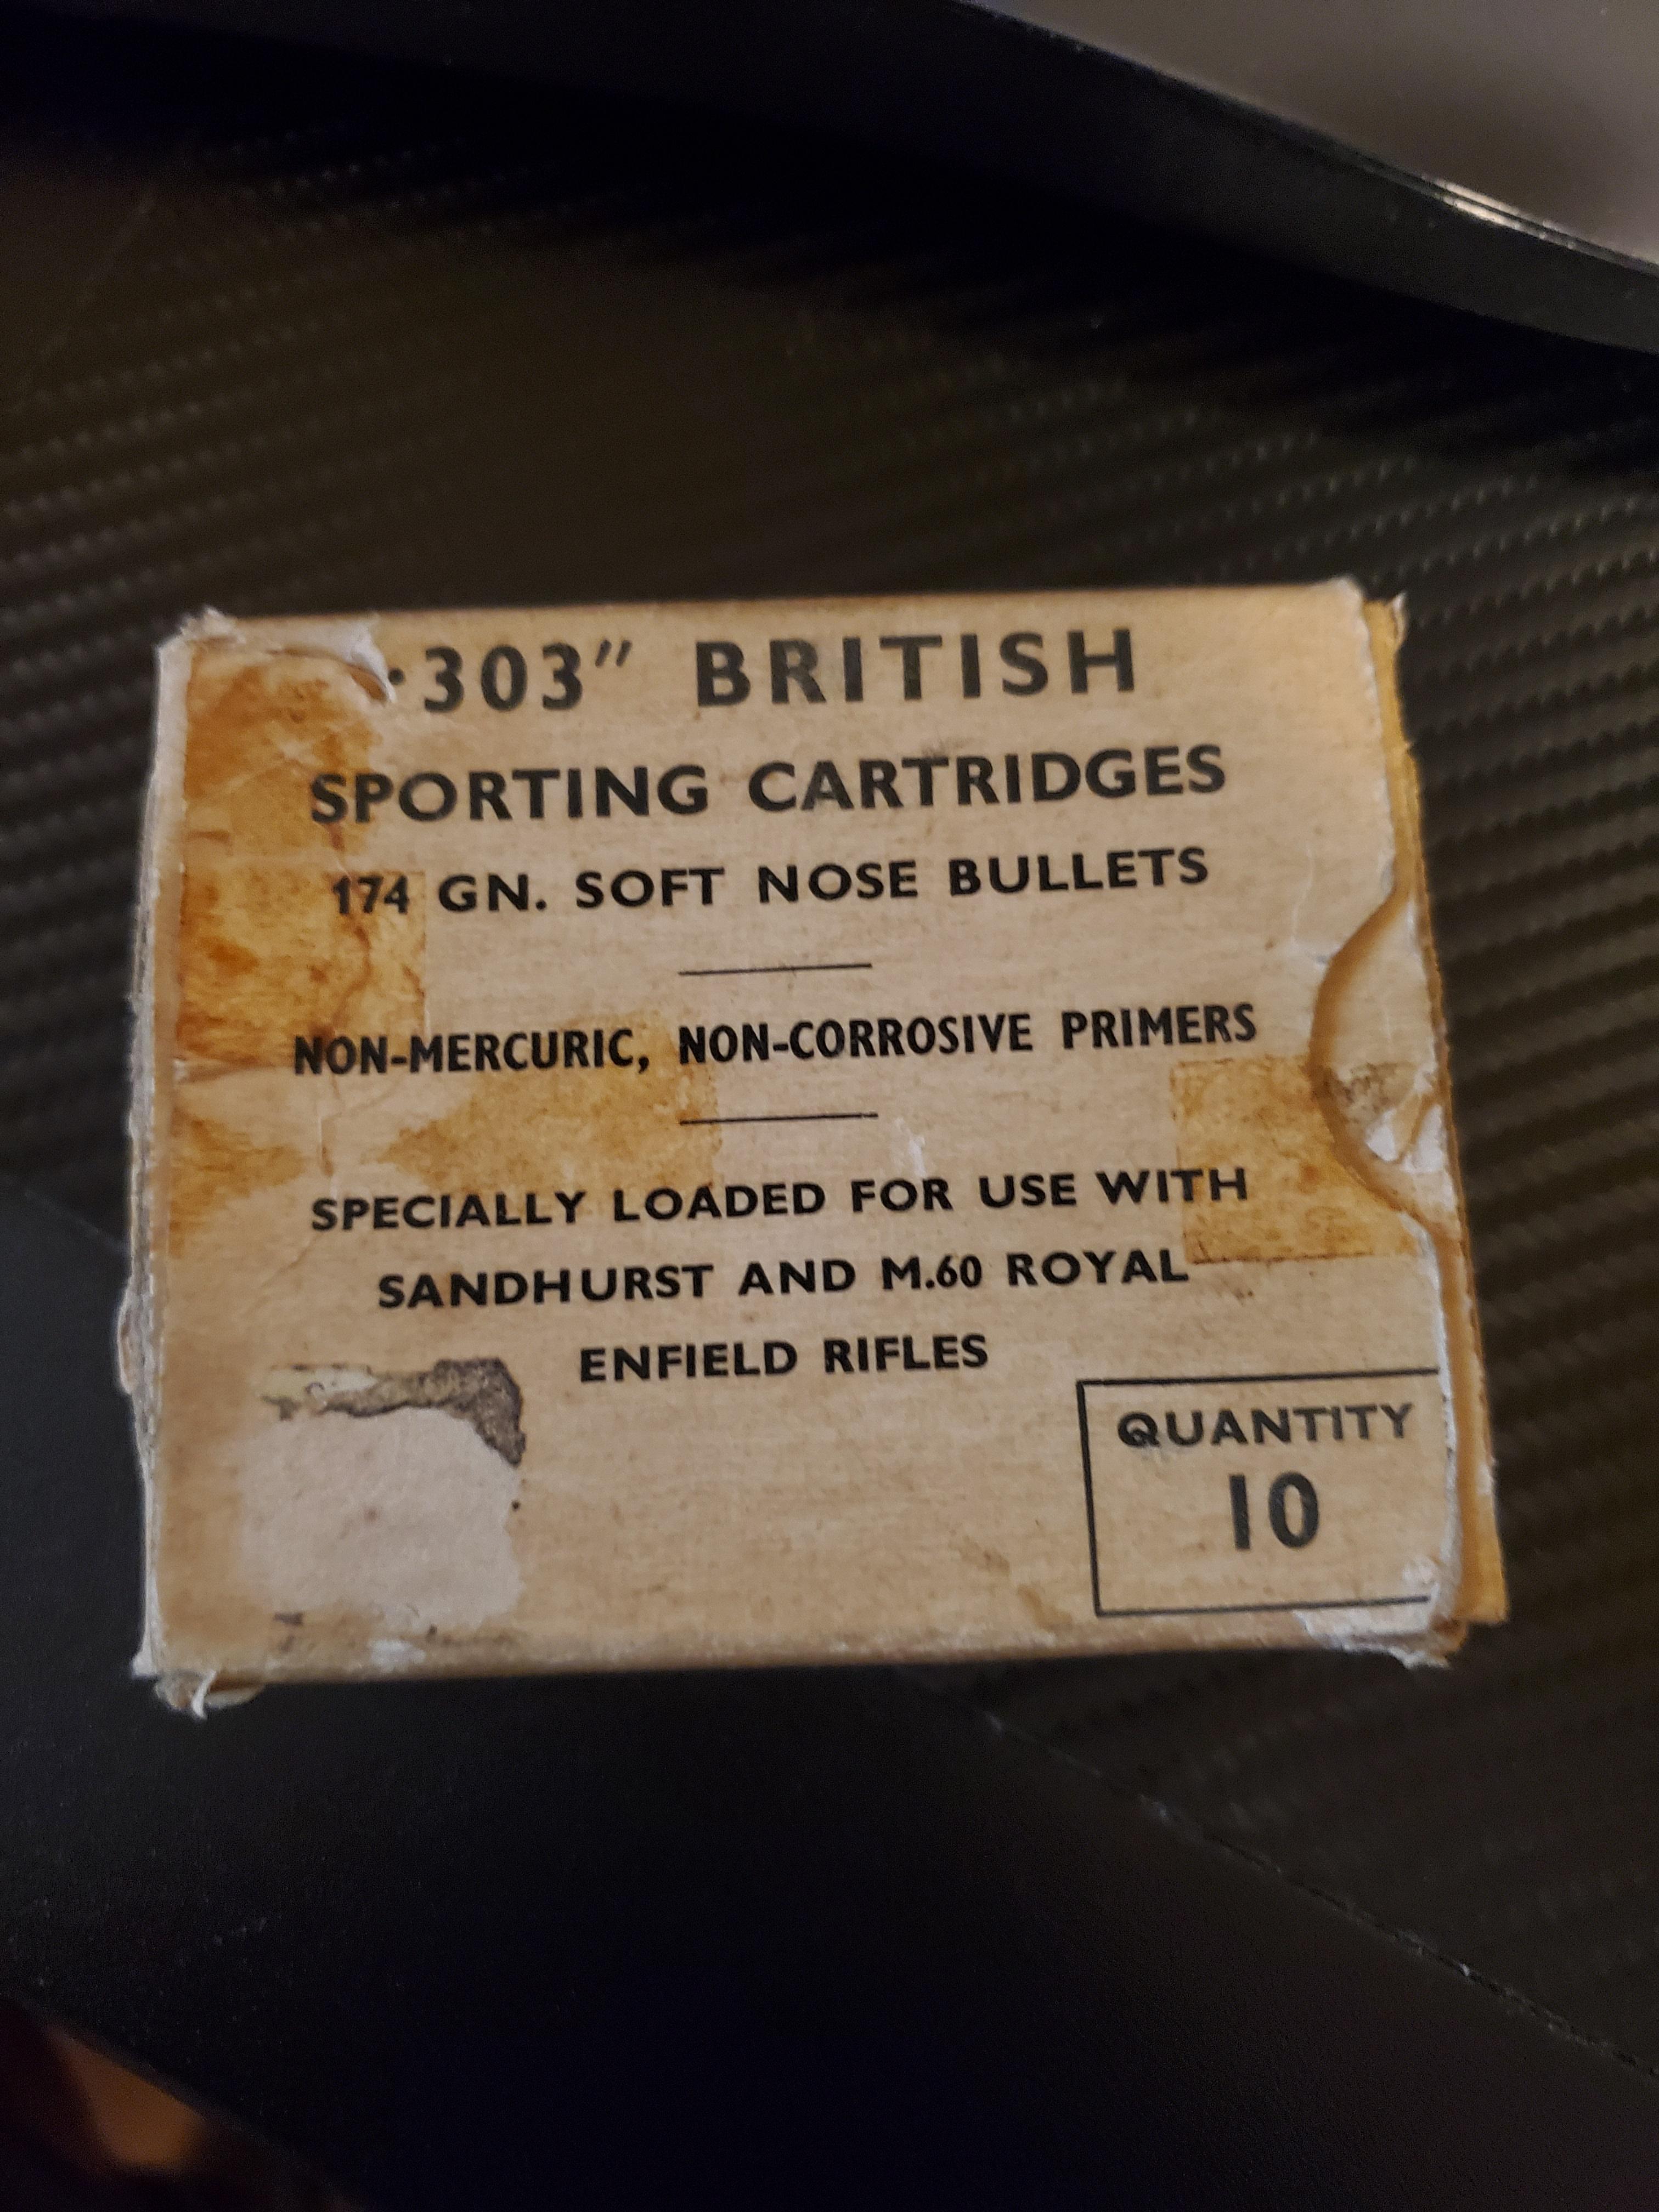 ·303" BRITISH
SPORTING CARTRIDGES
174 GN. SOFT NOSE BULLETS
NON-MERCURIC, NON-CORROSIVE PRIMERS
SPECIALLY LOADED FOR USE WITH
SANDHURST AND M.60 ROYAL
ENFIELD RIFLES
QUANTITY
10